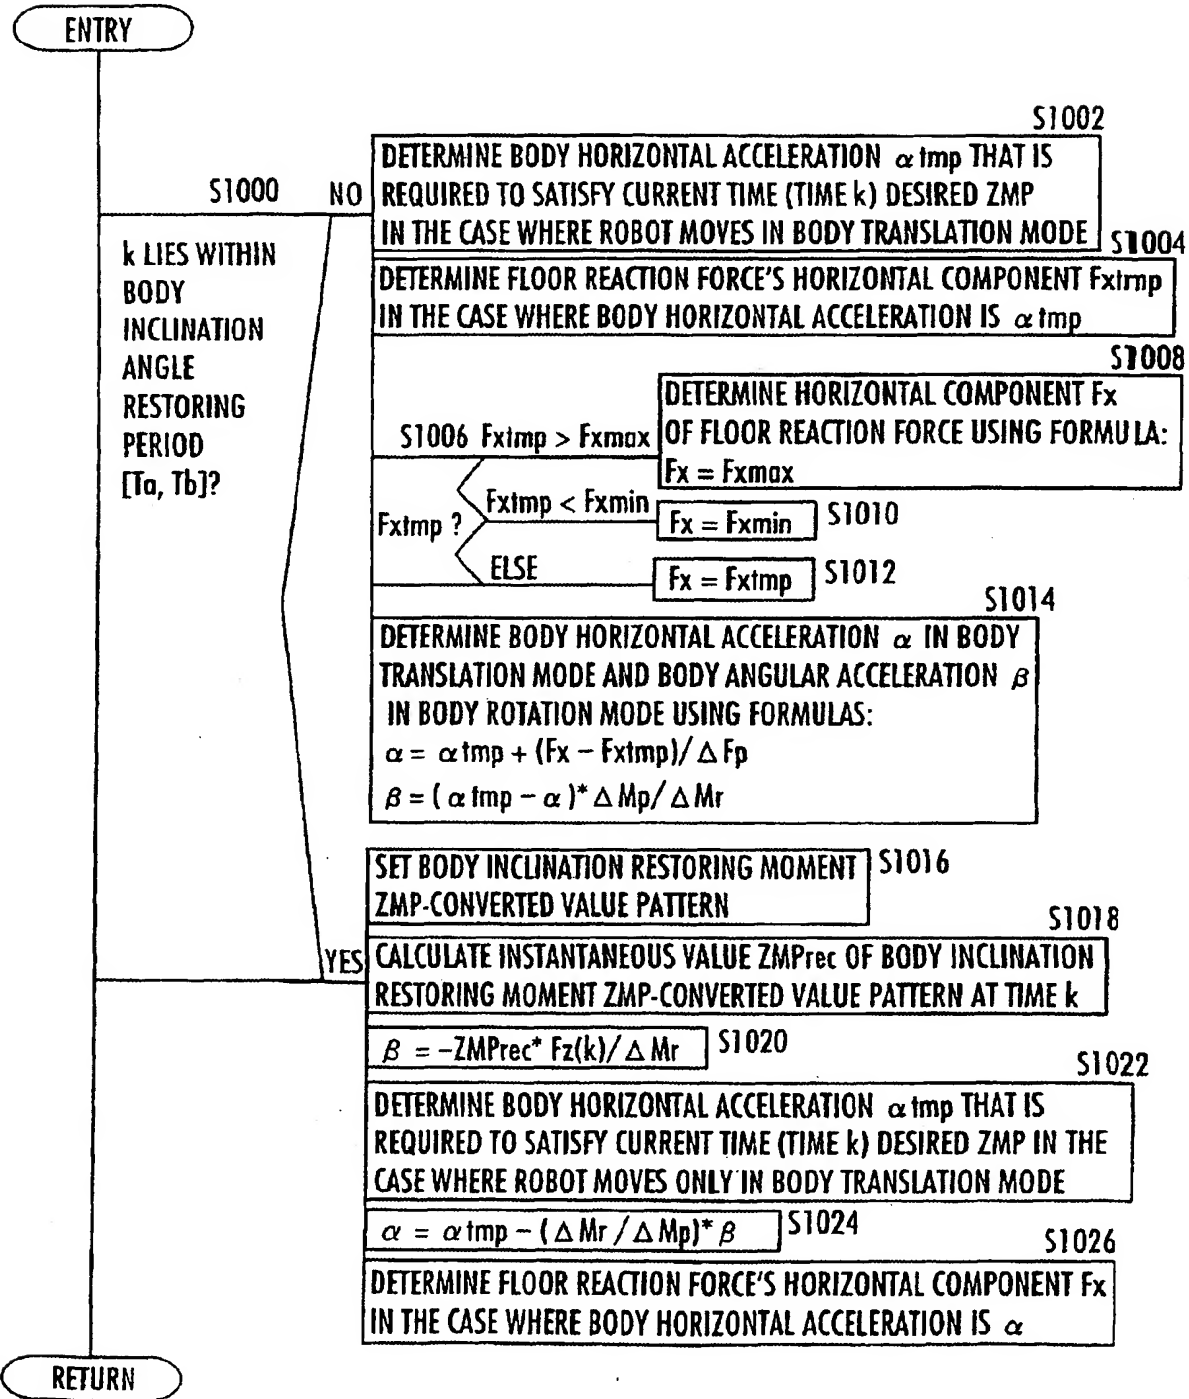 ENTRY
S1000
NO
k LIES WITHIN
BODY
INCLINATION
ANGLE
RESTORING
PERIOD
[Ta, Tb]?
S1002
DETERMINE BODY HORIZONTAL ACCELERATION α tmp THAT IS
REQUIRED TO SATISFY CURRENT TIME (TIME k) DESIRED ZMP
IN THE CASE WHERE ROBOT MOVES IN BODY TRANSLATION MODE
S1004
DETERMINE FLOOR REACTION FORCE'S HORIZONTAL COMPONENT Fxtmp
IN THE CASE WHERE BODY HORIZONTAL ACCELERATION IS α tmp
S1006
Fxtmp ?
Fxtmp > Fxmax
S1008
DETERMINE HORIZONTAL COMPONENT Fx
OF FLOOR REACTION FORCE USING FORMULA:
Fx = Fxmax
Fxtmp < Fxmin
Fx = Fxmin
S1010
ELSE
Fx = Fxtmp
S1012
S1014
DETERMINE BODY HORIZONTAL ACCELERATION α IN BODY
TRANSLATION MODE AND BODY ANGULAR ACCELERATION β
IN BODY ROTATION MODE USING FORMULAS:
α = α tmp + (Fx − Fxtmp)/ Δ Fp
β = ( α tmp − α )* Δ Mp/ Δ Mr
YES
SET BODY INCLINATION RESTORING MOMENT
ZMP-CONVERTED VALUE PATTERN
S1016
S1018
CALCULATE INSTANTANEOUS VALUE ZMPrec OF BODY INCLINATION
RESTORING MOMENT ZMP-CONVERTED VALUE PATTERN AT TIME k
β = −ZMPrec* Fz(k)/ Δ Mr
S1020
S1022
DETERMINE BODY HORIZONTAL ACCELERATION α tmp THAT IS
REQUIRED TO SATISFY CURRENT TIME (TIME k) DESIRED ZMP IN THE
CASE WHERE ROBOT MOVES ONLY IN BODY TRANSLATION MODE
α = α tmp − ( Δ Mr / Δ Mp)* β
S1024
S1026
DETERMINE FLOOR REACTION FORCE'S HORIZONTAL COMPONENT Fx
IN THE CASE WHERE BODY HORIZONTAL ACCELERATION IS α
RETURN